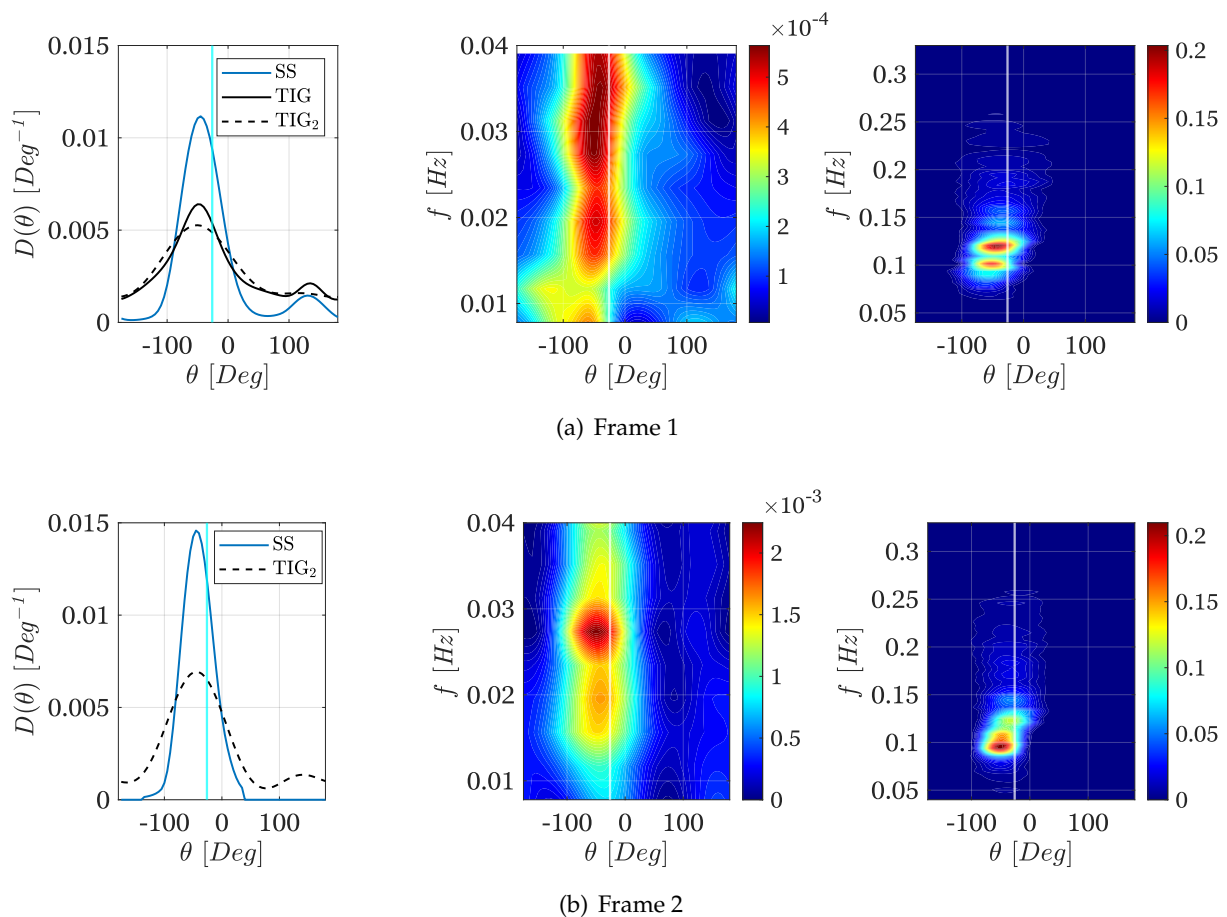 0.015
0.01
0.005
0
-100 0 100
D(θ) [Deg⁻¹]
θ [Deg]
SS
TIG
TIG₂
×10⁻⁴
0.04
0.03
0.02
0.01
-100 0 100
f [Hz]
θ [Deg]
5
4
3
2
1
0.3
0.25
0.2
0.15
0.1
0.05
-100 0 100
f [Hz]
θ [Deg]
0.2
0.15
0.1
0.05
0
(a) Frame 1
0.015
0.01
0.005
0
-100 0 100
D(θ) [Deg⁻¹]
θ [Deg]
SS
TIG₂
×10⁻³
0.04
0.03
0.02
0.01
-100 0 100
f [Hz]
θ [Deg]
2
1.5
1
0.5
0
0.3
0.25
0.2
0.15
0.1
0.05
-100 0 100
f [Hz]
θ [Deg]
0.2
0.15
0.1
0.05
0
(b) Frame 2